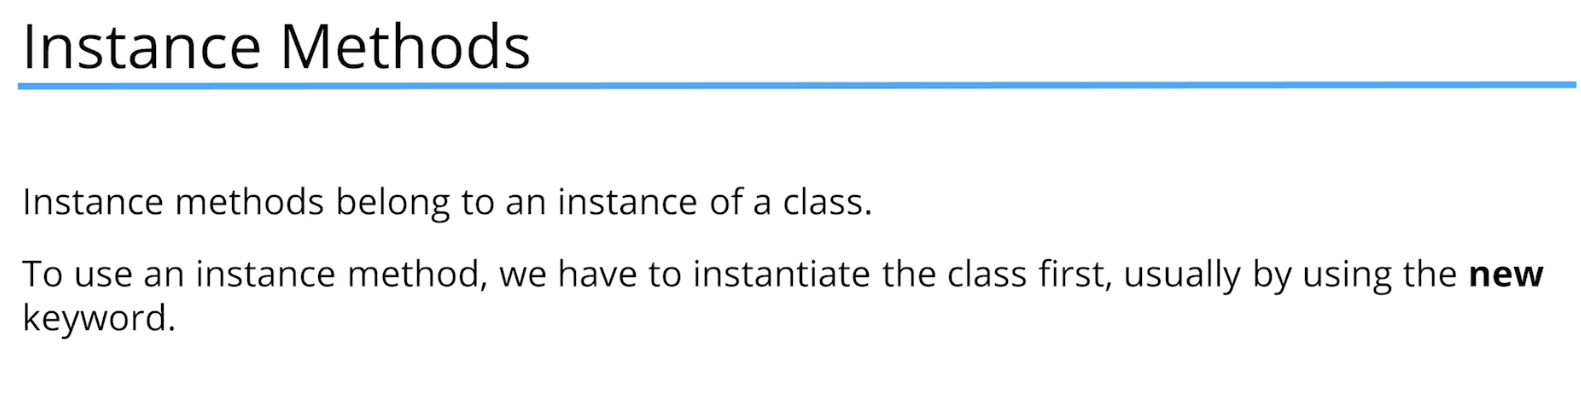 Instance Methods
Instance methods belong to an instance of a class.
To use an instance method, we have to instantiate the class first, usually by using the new
keyword.